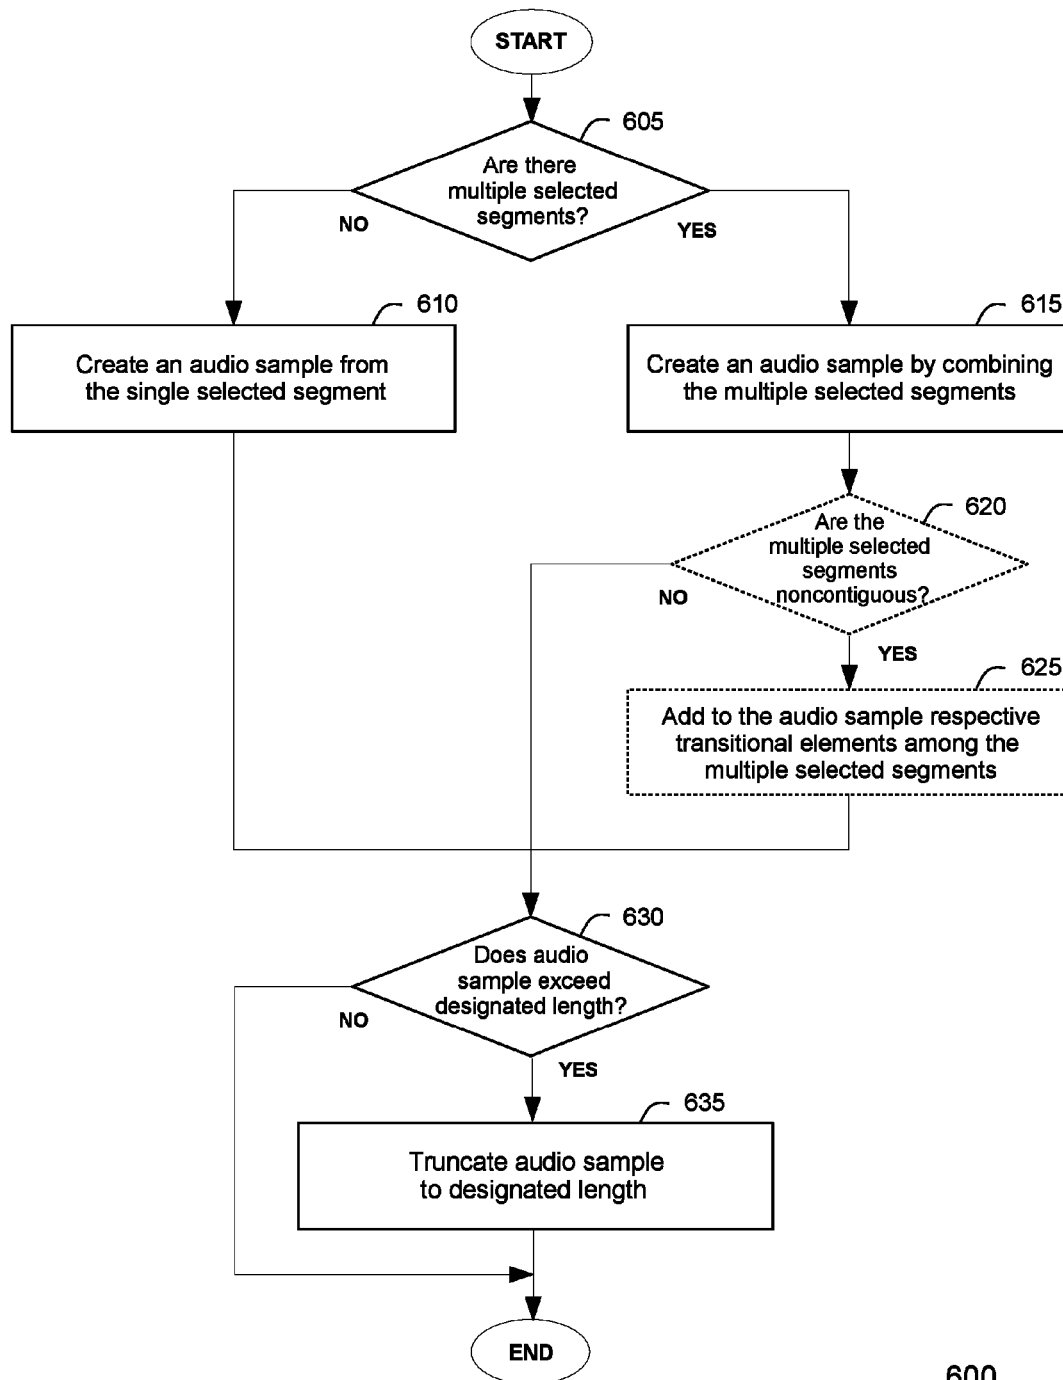 START
605
Are there
multiple selected
segments?
NO
YES
610
615
Create an audio sample from
the single selected segment
Create an audio sample by combining
the multiple selected segments
620
Are the
multiple selected
segments
noncontiguous?
NO
YES
625
Add to the audio sample respective
transitional elements among the
multiple selected segments
630
Does audio
sample exceed
designated length?
NO
YES
635
Truncate audio sample
to designated length
END
600